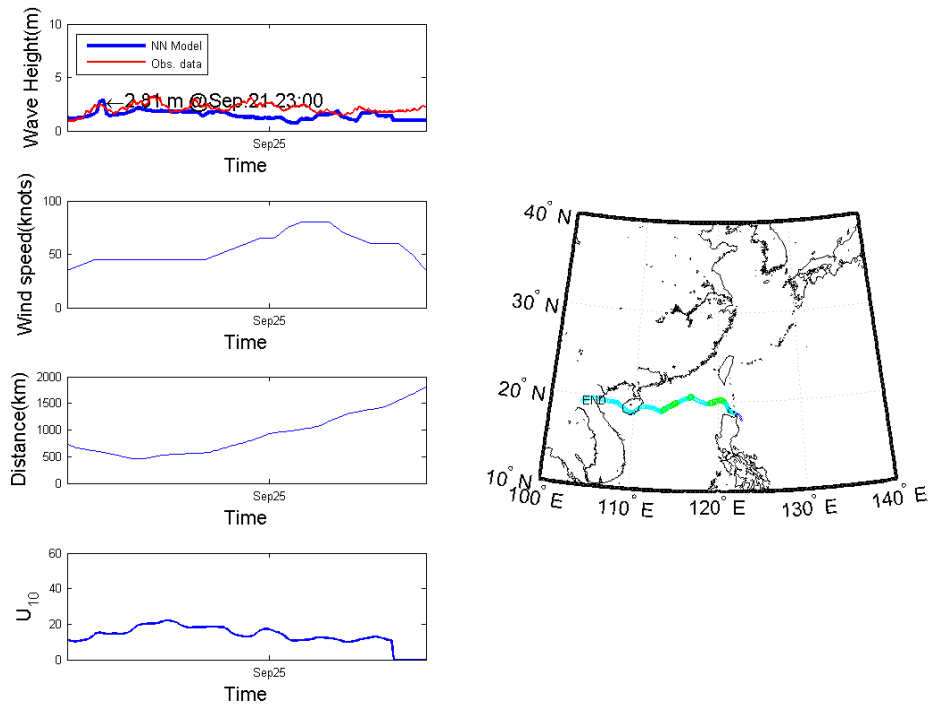 10
5
0
Wave Height(m)
NN Model
Obs. data
←2.81 m @Sep.21 23:00
Sep25
Time
100
50
0
Wind speed(knots)
Sep25
Time
2000
1500
1000
500
0
Distance(km)
Sep25
Time
60
40
20
0
U10
Sep25
Time
40° N
30° N
20° N
10° N
100° E
110° E
120° E
130° E
140° E
END